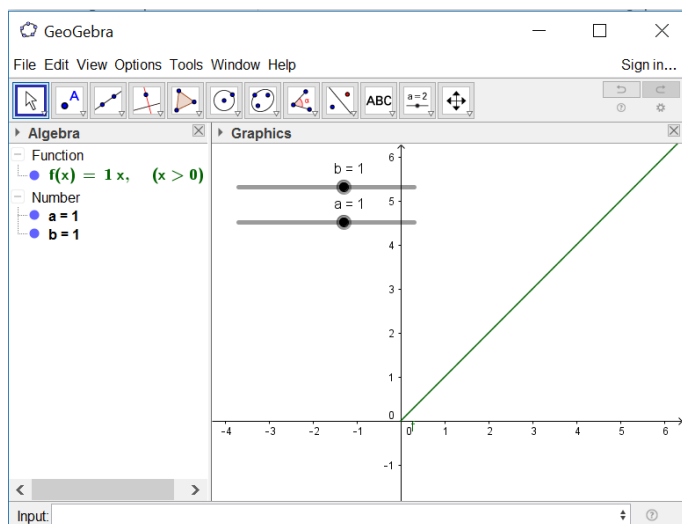 GeoGebra
File Edit View Options Tools Window Help Sign in...
ABC a=2
Algebra
Graphics
Function
f(x) = 1 x, (x > 0)
Number
a = 1
b = 1
b = 1
a = 1
6
5
4
3
2
1
0
-4 -3 -2 -1 0 1 2 3 4 5 6
f
-1
Input: